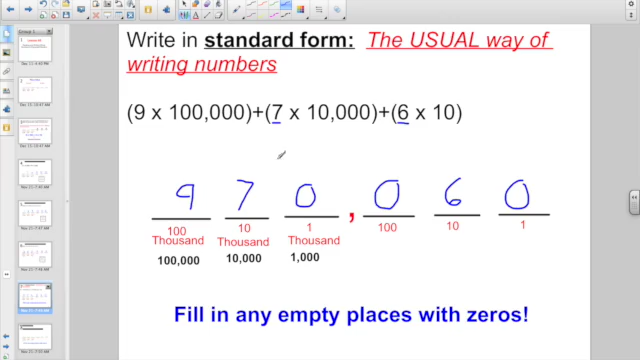 Group 1
Write in standard form: The USUAL way of
writing numbers
(9 x 100,000)+(7 x 10,000)+(6 x 10)
9 7 0 , 0 6 0
100 Thousand 10 Thousand 1 Thousand 100 10 1
100,000 10,000 1,000
Fill in any empty places with zeros!